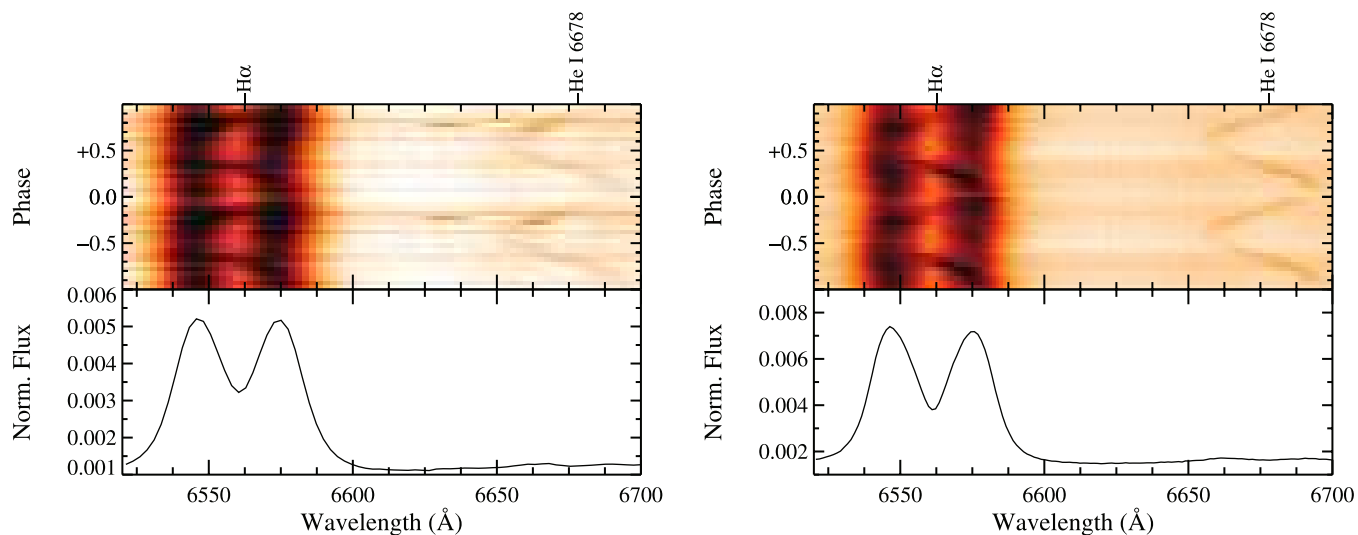 Hα
He I 6678
Phase
+0.5
0.0
−0.5
Norm. Flux
0.006
0.005
0.004
0.003
0.002
0.001
6550
6600
6650
6700
Wavelength (Å)
Hα
He I 6678
Phase
+0.5
0.0
−0.5
Norm. Flux
0.008
0.006
0.004
0.002
6550
6600
6650
6700
Wavelength (Å)